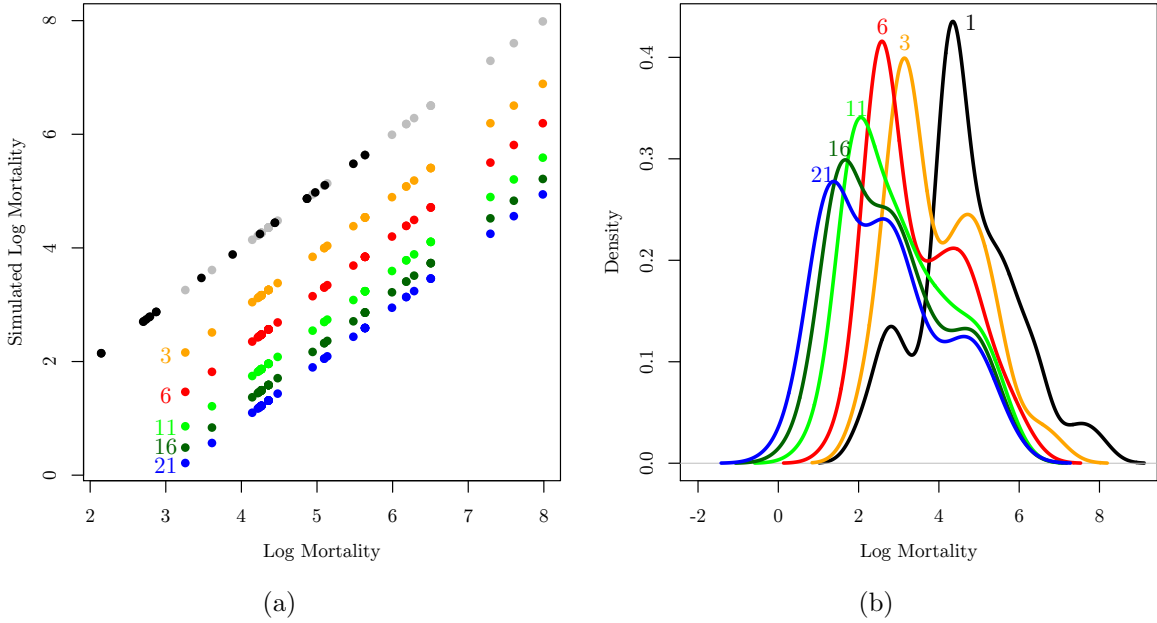 8
6
4
2
0
Simulated Log Mortality
3
6
11
16
21
2 3 4 5 6 7 8
Log Mortality
(a)
0.4
0.3
0.2
0.1
0.0
Density
1
6
3
11
16
21
-2 0 2 4 6 8
Log Mortality
(b)